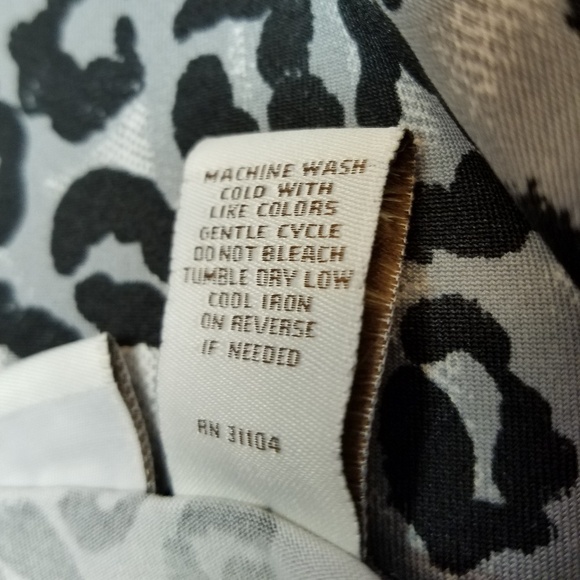 MACHINE WASH
COLD WITH
LIKE COLORS
GENTLE CYCLE
DO NOT BLEACH
TUMBLE DRY LOW
COOL IRON
ON REVERSE
IF NEEDED
RN 31104